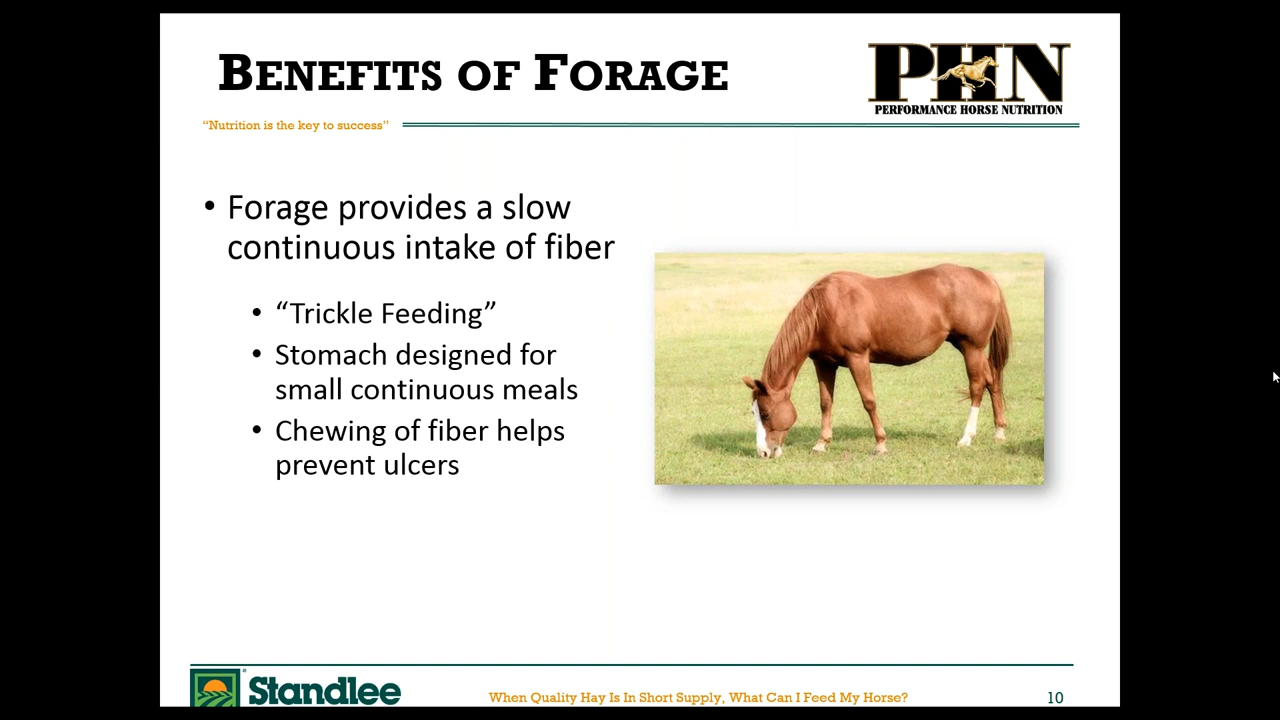 BENEFITS OF FORAGE
PHN
PERFORMANCE HORSE NUTRITION
“Nutrition is the key to success”
• Forage provides a slow
continuous intake of fiber
• “Trickle Feeding”
• Stomach designed for
small continuous meals
• Chewing of fiber helps
prevent ulcers
Standlee
When Quality Hay Is In Short Supply, What Can I Feed My Horse?
10